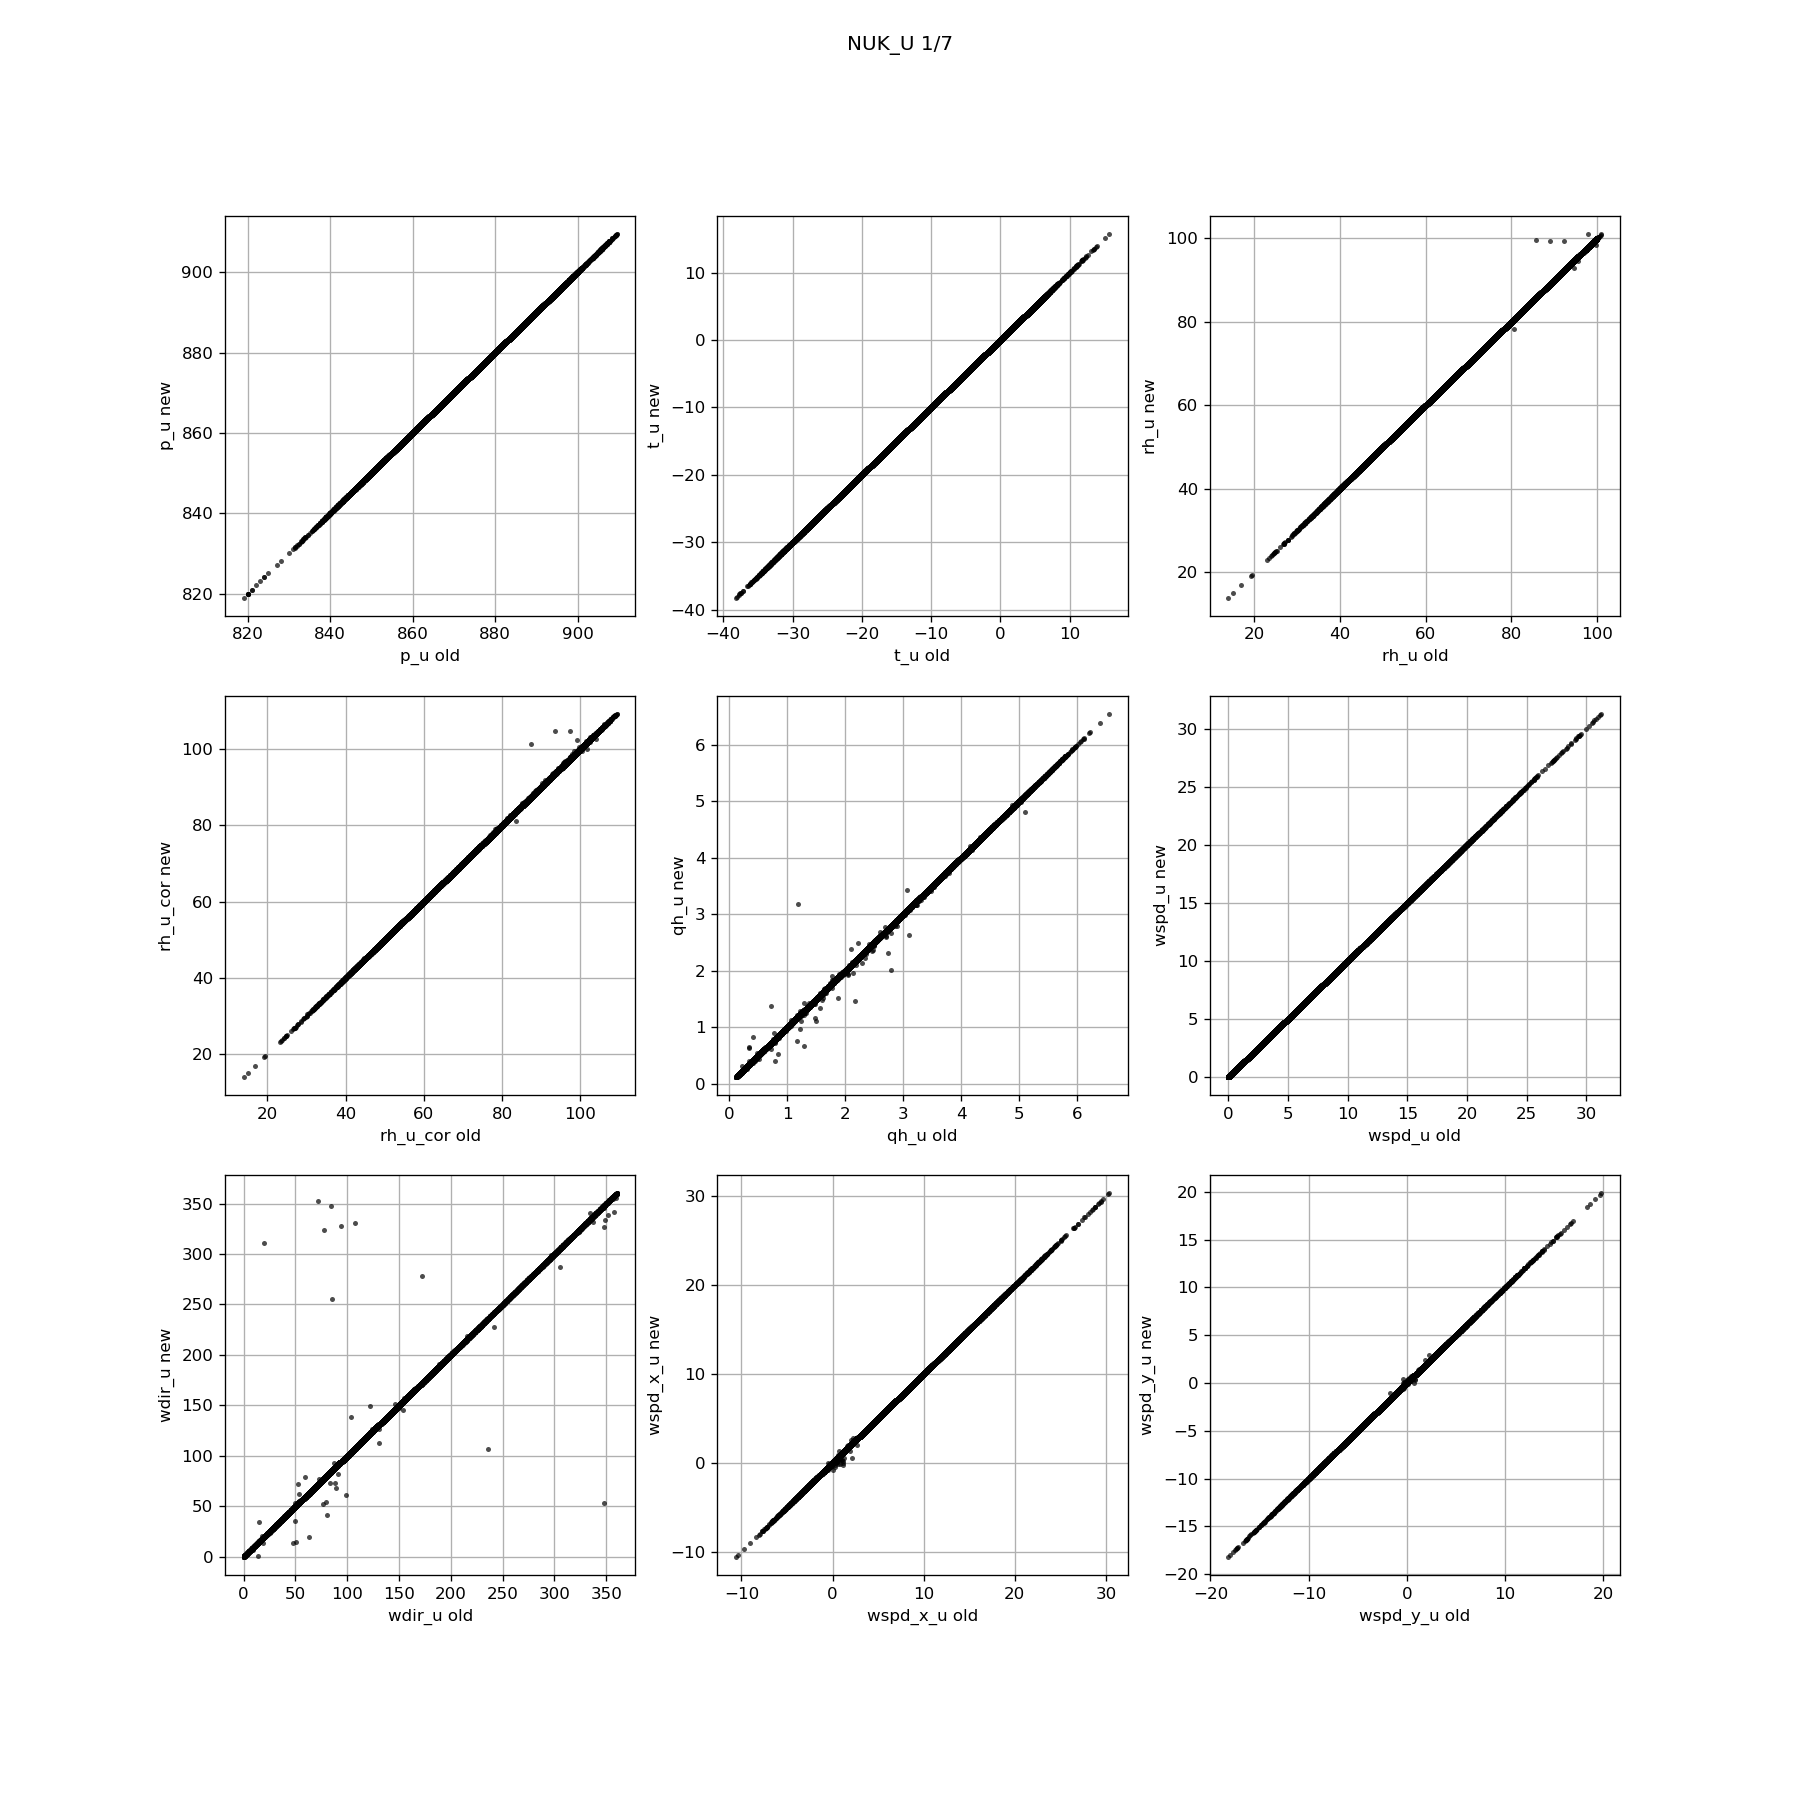 NUK_U 1/7
900
880
860
840
820
p_u new
820 840 860 880 900
p_u old
10
0
−10
−20
−30
−40
t_u new
−40 −30 −20 −10 0 10
t_u old
100
80
60
40
20
rh_u new
20 40 60 80 100
rh_u old
100
80
60
40
20
rh_u_cor new
20 40 60 80 100
rh_u_cor old
6
5
4
3
2
1
0
qh_u new
0 1 2 3 4 5 6
qh_u old
30
25
20
15
10
5
0
wspd_u new
0 5 10 15 20 25 30
wspd_u old
350
300
250
200
150
100
50
0
wdir_u new
0 50 100 150 200 250 300 350
wdir_u old
30
20
10
0
−10
wspd_x_u new
−10 0 10 20 30
wspd_x_u old
20
15
10
5
0
−5
−10
−15
−20
wspd_y_u new
−20 −10 0 10 20
wspd_y_u old